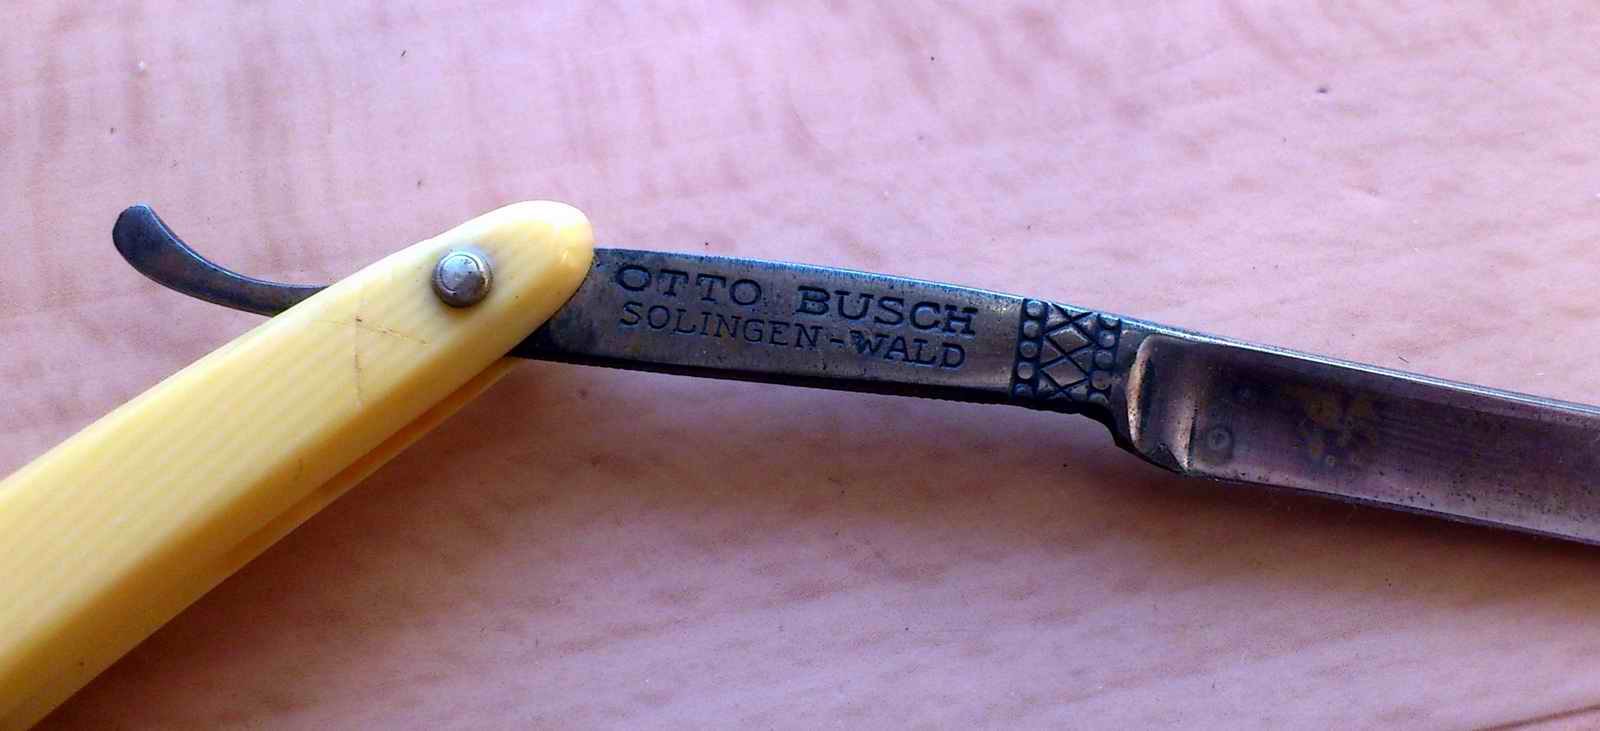 OTTO BUSCH
SOLINGEN-WALD